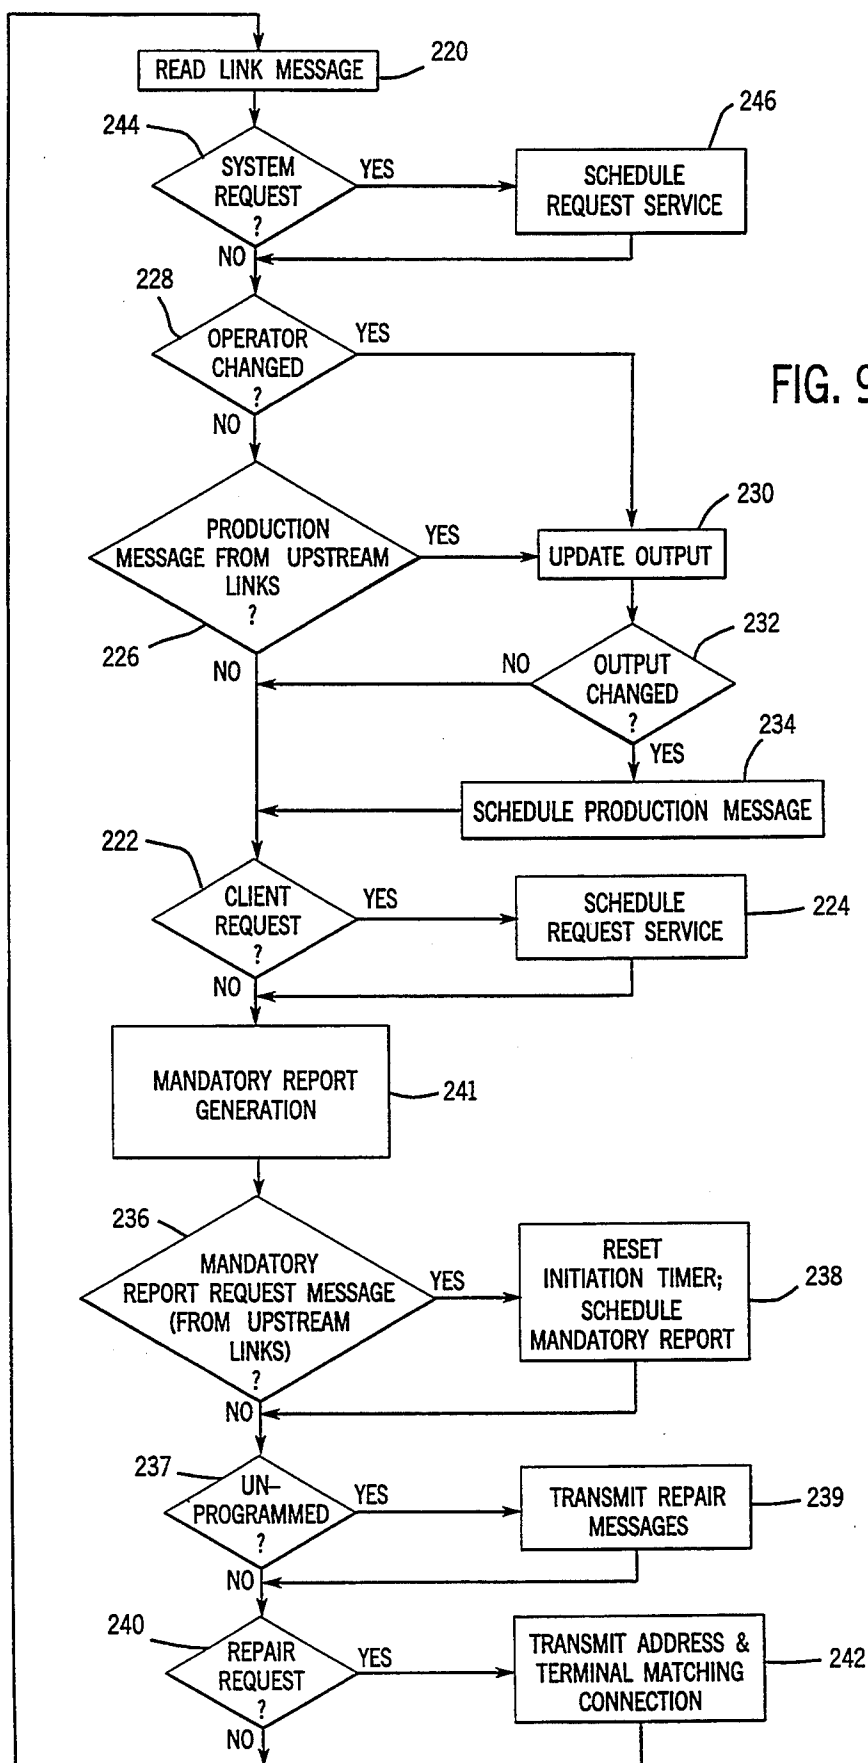 220
READ LINK MESSAGE
244
246
SYSTEM
REQUEST
?
YES
SCHEDULE
REQUEST SERVICE
NO
228
OPERATOR
CHANGED
?
YES
FIG. 9
NO
230
PRODUCTION
MESSAGE FROM UPSTREAM
LINKS
?
YES
UPDATE OUTPUT
226
232
NO
NO
OUTPUT
CHANGED
?
YES
234
SCHEDULE PRODUCTION MESSAGE
222
CLIENT
REQUEST
?
YES
SCHEDULE
REQUEST SERVICE
224
NO
MANDATORY REPORT
GENERATION
241
236
MANDATORY
REPORT REQUEST MESSAGE
(FROM UPSTREAM
LINKS)
?
YES
RESET
INITIATION TIMER;
SCHEDULE
MANDATORY REPORT
238
NO
237
UN-
PROGRAMMED
?
YES
TRANSMIT REPAIR
MESSAGES
239
NO
240
REPAIR
REQUEST
?
YES
TRANSMIT ADDRESS &
TERMINAL MATCHING
CONNECTION
242
NO